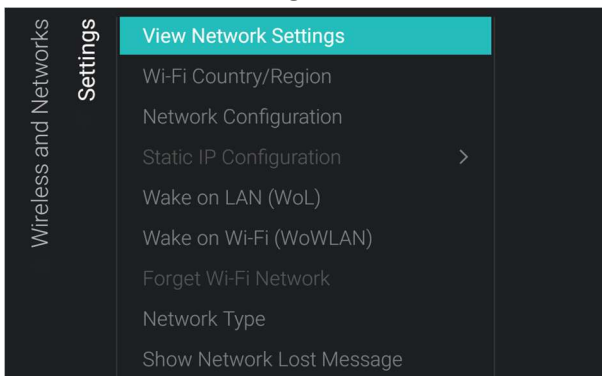 Wireless and Networks
Settings
View Network Settings
Wi-Fi Country/Region
Network Configuration
Static IP Configuration
Wake on LAN (WoL)
Wake on Wi-Fi (WoWLAN)
Forget Wi-Fi Network
Network Type
Show Network Lost Message